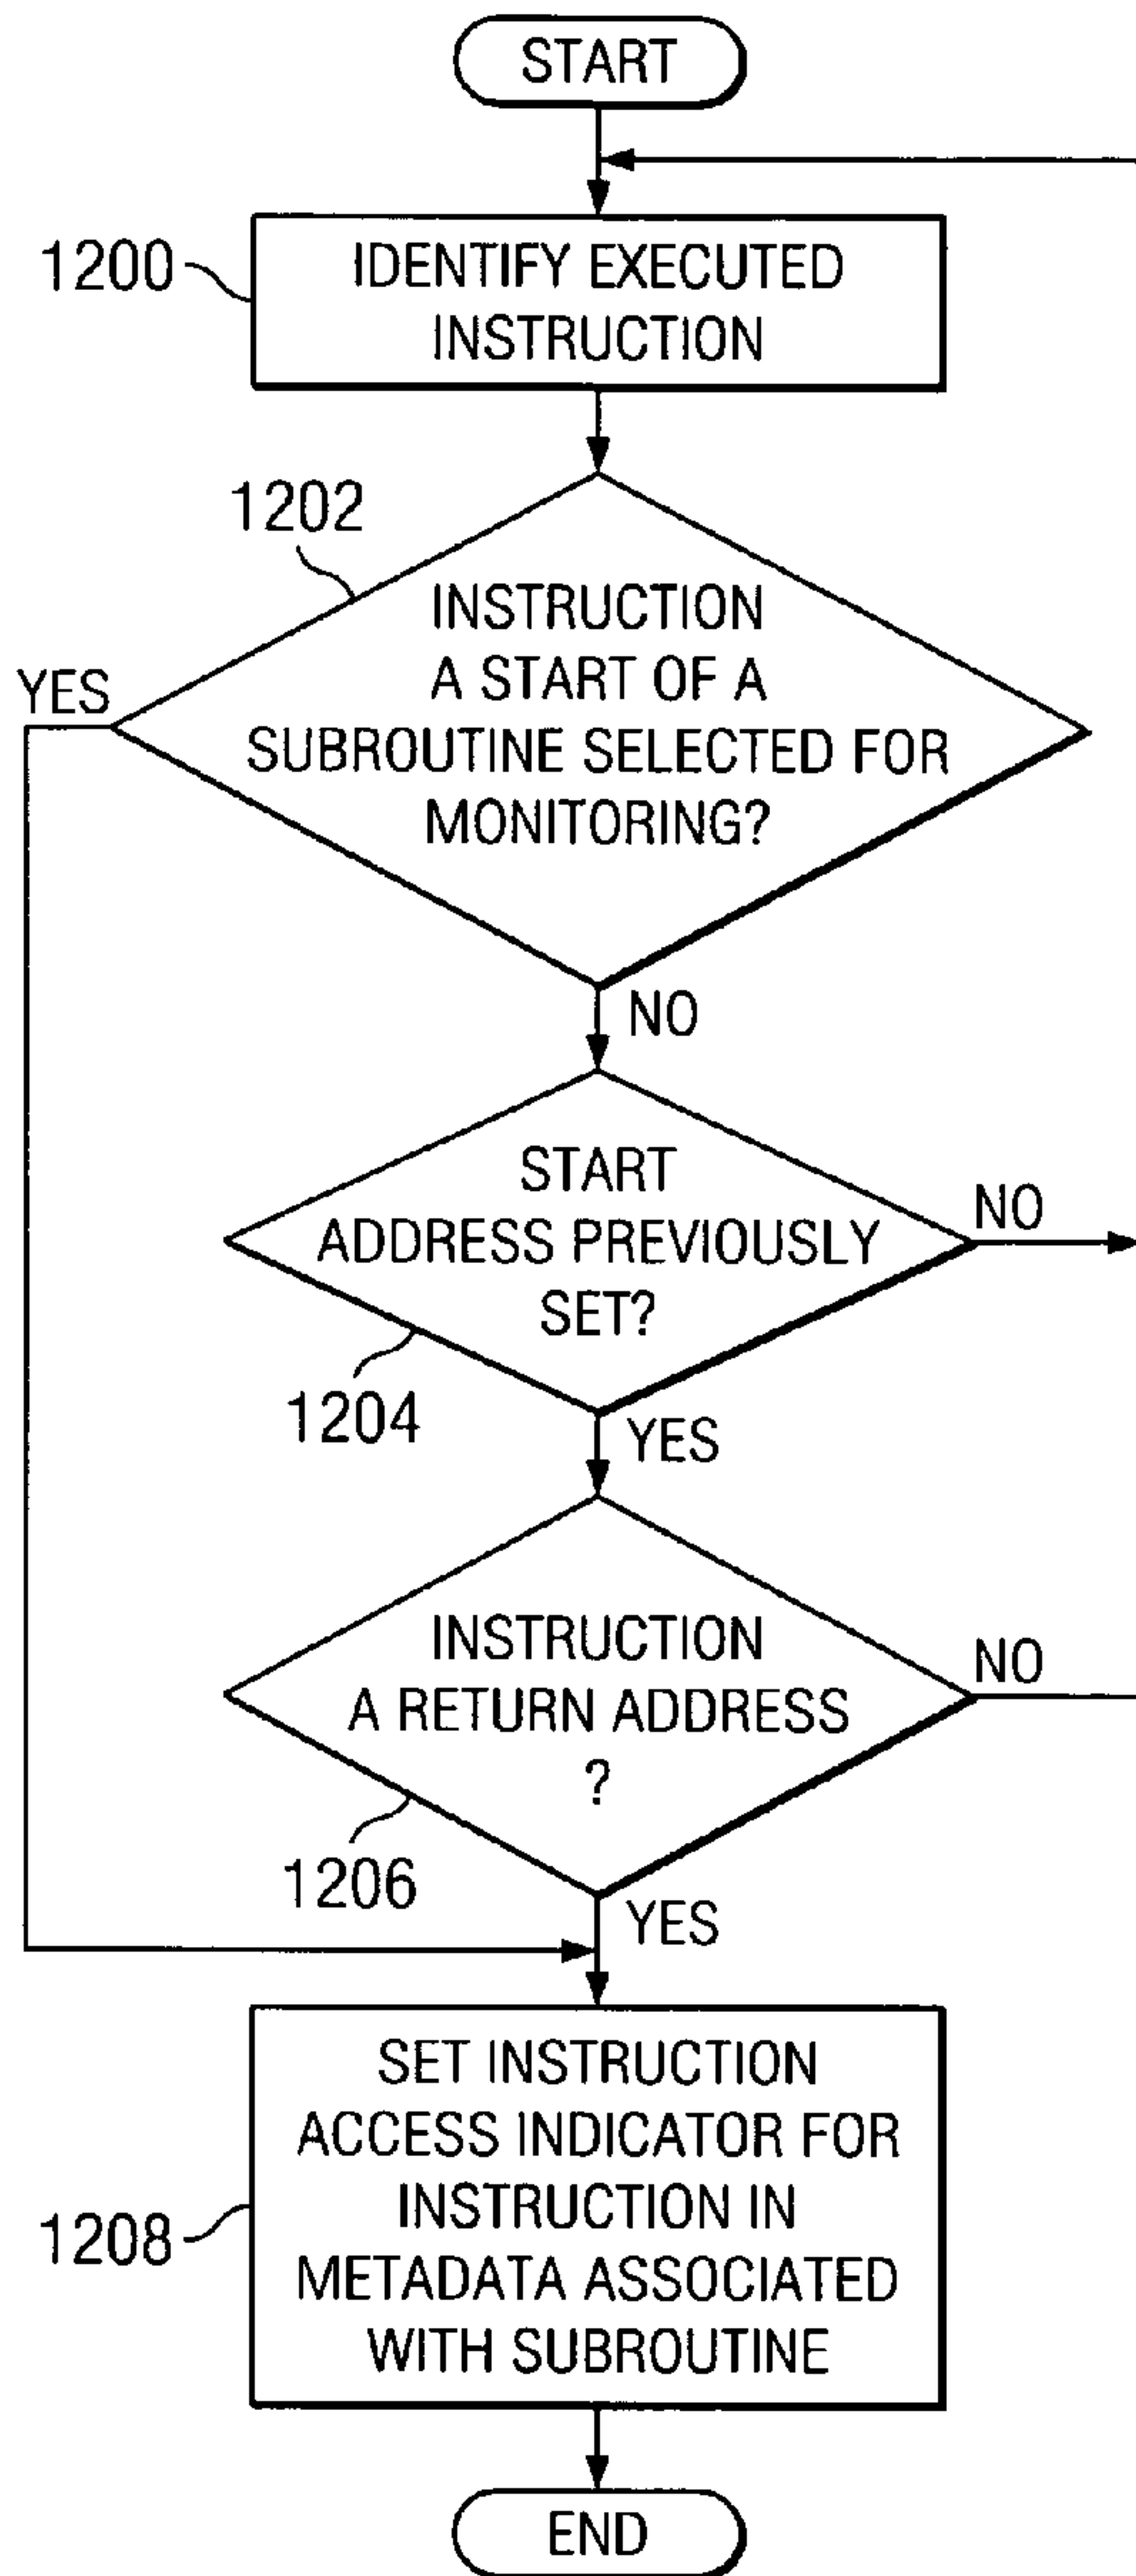 START
1200
IDENTIFY EXECUTED
INSTRUCTION
1202
INSTRUCTION
A START OF A
SUBROUTINE SELECTED FOR
MONITORING?
YES
NO
START
ADDRESS PREVIOUSLY
SET?
NO
1204
YES
INSTRUCTION
A RETURN ADDRESS
?
NO
1206
YES
SET INSTRUCTION
ACCESS INDICATOR FOR
INSTRUCTION IN
METADATA ASSOCIATED
WITH SUBROUTINE
1208
END